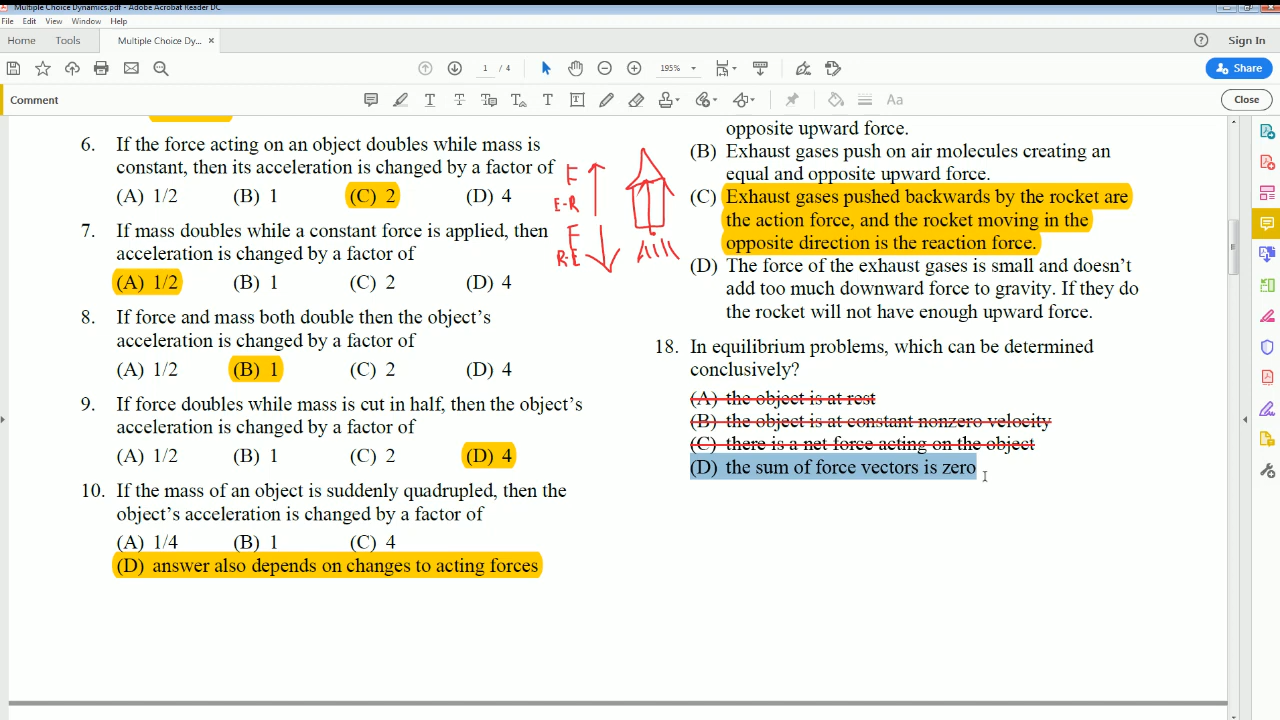 Multiple Choice Dynamics.pdf - Adobe Acrobat Reader DC
File Edit View Window Help
Home Tools Multiple Choice Dy... × Sign In
1 / 4 195% Share
Comment Aa Close
6. If the force acting on an object doubles while mass is
constant, then its acceleration is changed by a factor of
(A) 1/2 (B) 1 (C) 2 (D) 4
7. If mass doubles while a constant force is applied, then
acceleration is changed by a factor of
(A) 1/2 (B) 1 (C) 2 (D) 4
8. If force and mass both double then the object's
acceleration is changed by a factor of
(A) 1/2 (B) 1 (C) 2 (D) 4
9. If force doubles while mass is cut in half, then the object's
acceleration is changed by a factor of
(A) 1/2 (B) 1 (C) 2 (D) 4
10. If the mass of an object is suddenly quadrupled, then the
object's acceleration is changed by a factor of
(A) 1/4 (B) 1 (C) 4
(D) answer also depends on changes to acting forces
F
E-R
F
R-E
opposite upward force.
(B) Exhaust gases push on air molecules creating an
equal and opposite upward force.
(C) Exhaust gases pushed backwards by the rocket are
the action force, and the rocket moving in the
opposite direction is the reaction force.
(D) The force of the exhaust gases is small and doesn't
add too much downward force to gravity. If they do
the rocket will not have enough upward force.
18. In equilibrium problems, which can be determined
conclusively?
(A) the object is at rest
(B) the object is at constant nonzero velocity
(C) there is a net force acting on the object
(D) the sum of force vectors is zero